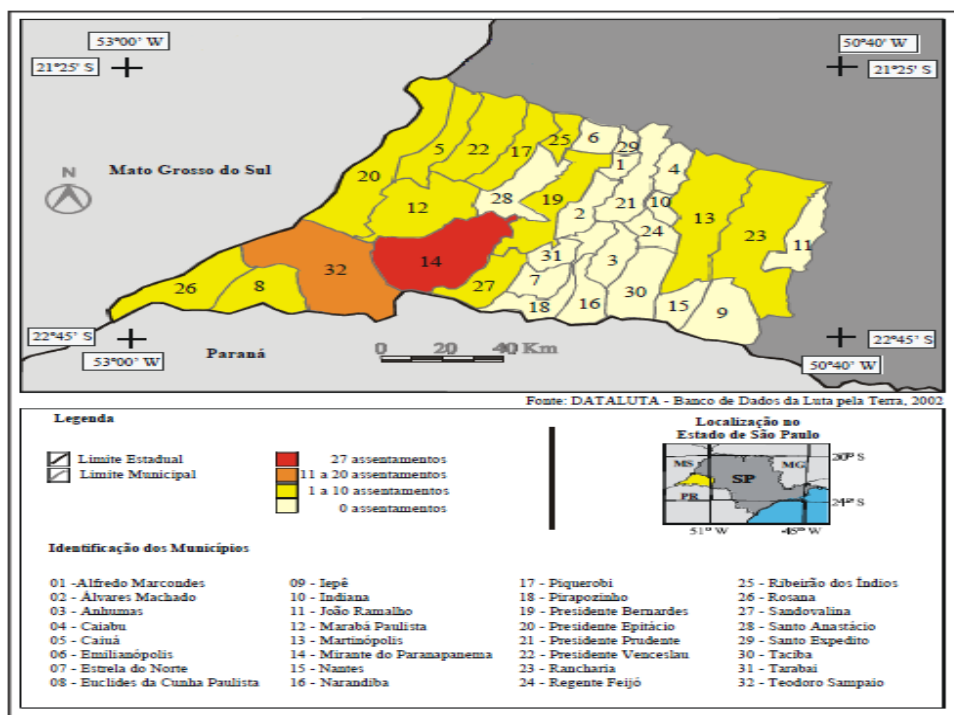 53°00' W
50°40' W
21°25' S
21°25' S
6
29
25
1
5
22
17
4
N
Mato Grosso do Sul
20
28
19
21
10
12
2
13
24
23
11
14
31
3
32
7
27
30
26
8
18
16
15
9
22°45' S
22°45' S
53°00' W
Paraná
0 20 40 Km
50°40' W
Fonte: DATALUTA - Banco de Dados da Luta pela Terra, 2002
Legenda
Limite Estadual
Limite Municipal
27 assentamentos
11 a 20 assentamentos
1 a 10 assentamentos
0 assentamentos
Localização no
Estado de São Paulo
20° S
MS
MG
SP
PR
24° S
51° W
45° W
Identificação dos Municípios
01 -Alfredo Marcondes
02 - Álvares Machado
03 - Anhumas
04 - Caiabu
05 - Caiuá
06 - Emilianópolis
07 - Estrela do Norte
08 - Euclides da Cunha Paulista
09 - Iepê
10 - Indiana
11 - João Ramalho
12 - Marabá Paulista
13 - Martinópolis
14 - Mirante do Paranapanema
15 - Nantes
16 - Narandiba
17 - Piquerobi
18 - Pirapozinho
19 - Presidente Bernardes
20 - Presidente Epitácio
21 - Presidente Prudente
22 - Presidente Venceslau
23 - Rancharia
24 - Regente Feijó
25 - Ribeirão dos Índios
26 - Rosana
27 - Sandovalina
28 - Santo Anastácio
29 - Santo Expedito
30 - Taciba
31 - Tarabai
32 - Teodoro Sampaio